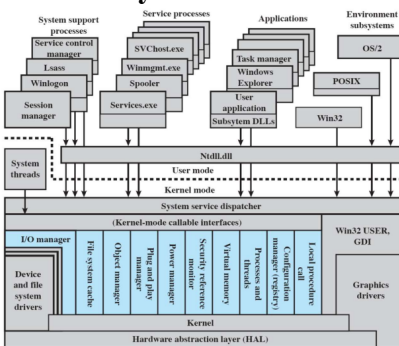 System support
processes
Service processes
Applications
Environment
subsystems
Service control
manager
Lsass
Winlogon
Session
manager
SVChost.exe
Winmgmt.exe
Spooler
Services.exe
Task manager
Windows
Explorer
User
application
Subsytem DLLs
OS/2
POSIX
Win32
System
threads
Ntdll.dll
User mode
Kernel mode
System service dispatcher
(Kernel-mode callable interfaces)
Win32 USER,
GDI
I/O manager
Device
and file
system
drivers
File system cache
Object manager
Plug and play
manager
Power manager
Security reference
monitor
Virtual memory
Processes and
threads
Configuration
manager (registry)
Local procedure
call
Graphics
drivers
Kernel
Hardware abstraction layer (HAL)